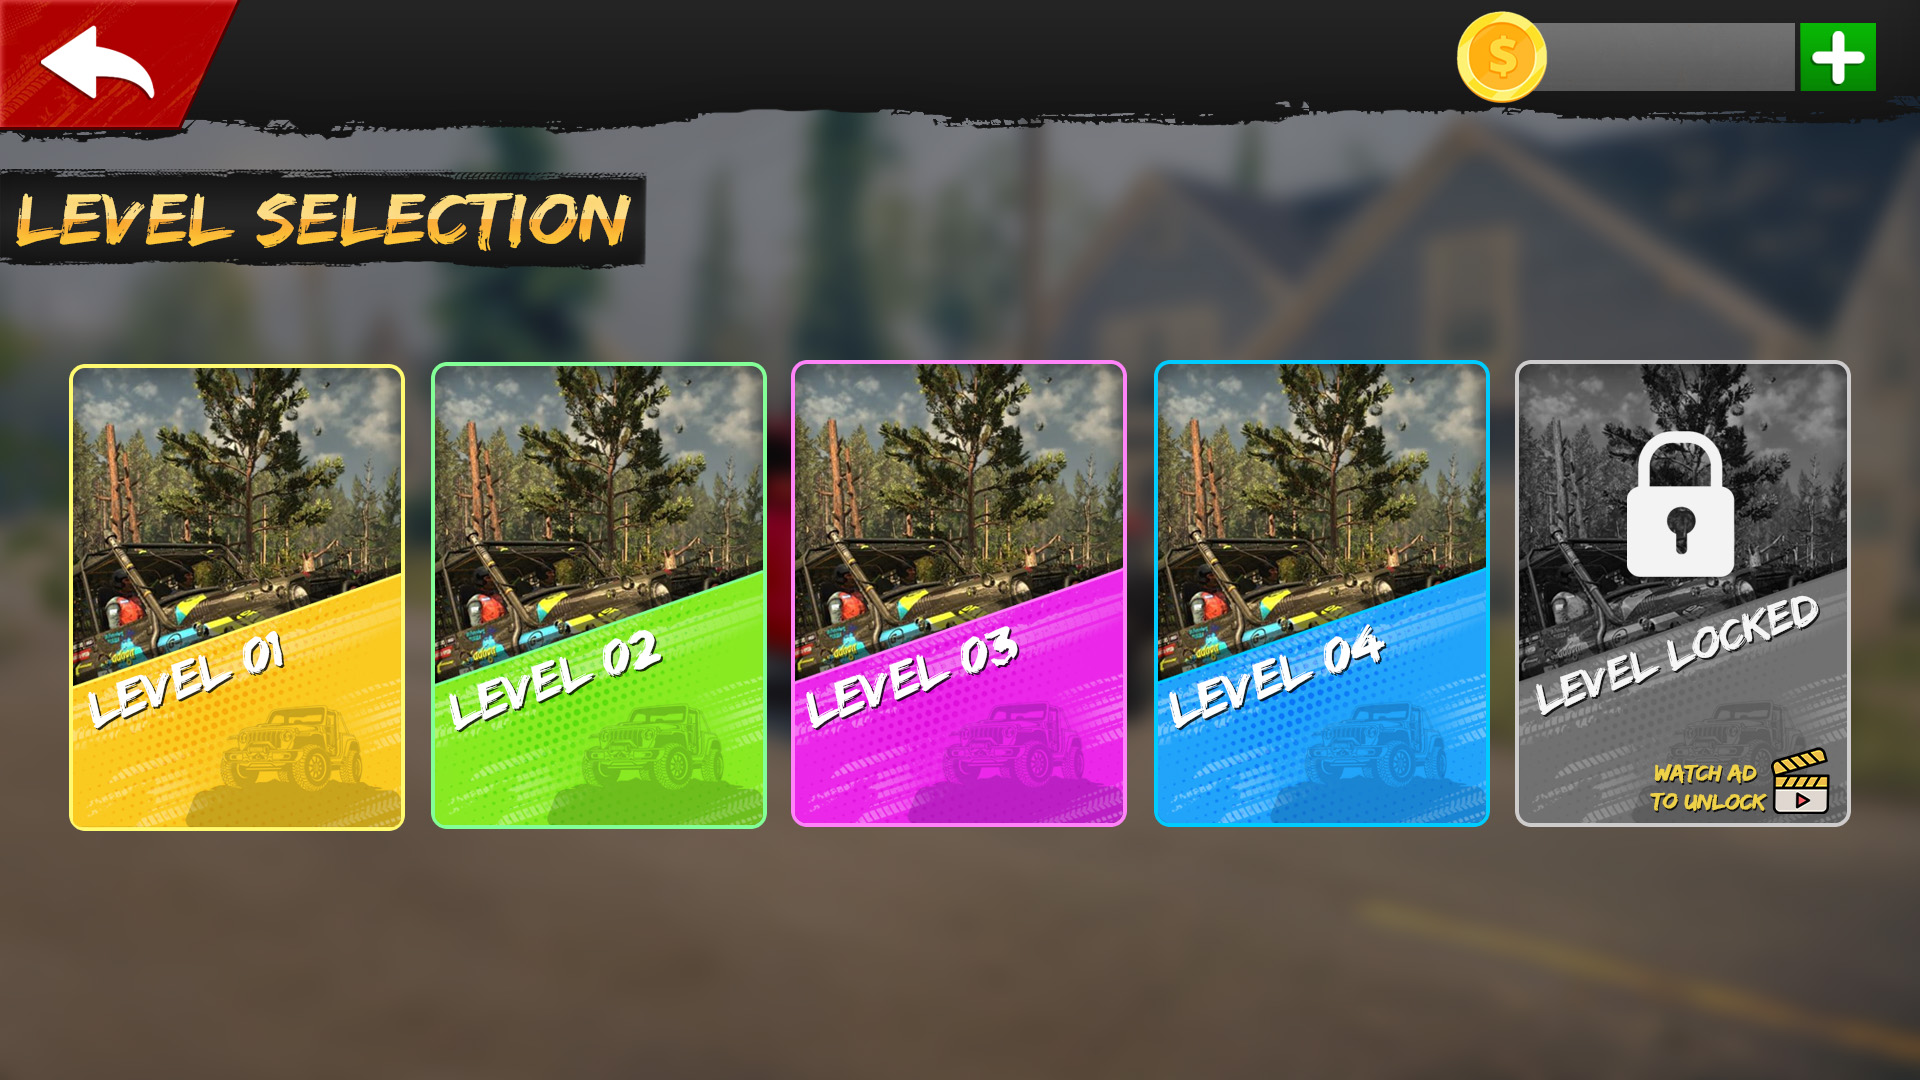 $
LEVEL SELECTION
LEVEL 01
LEVEL 02
LEVEL 03
LEVEL 04
LEVEL LOCKED
WATCH AD
TO UNLOCK